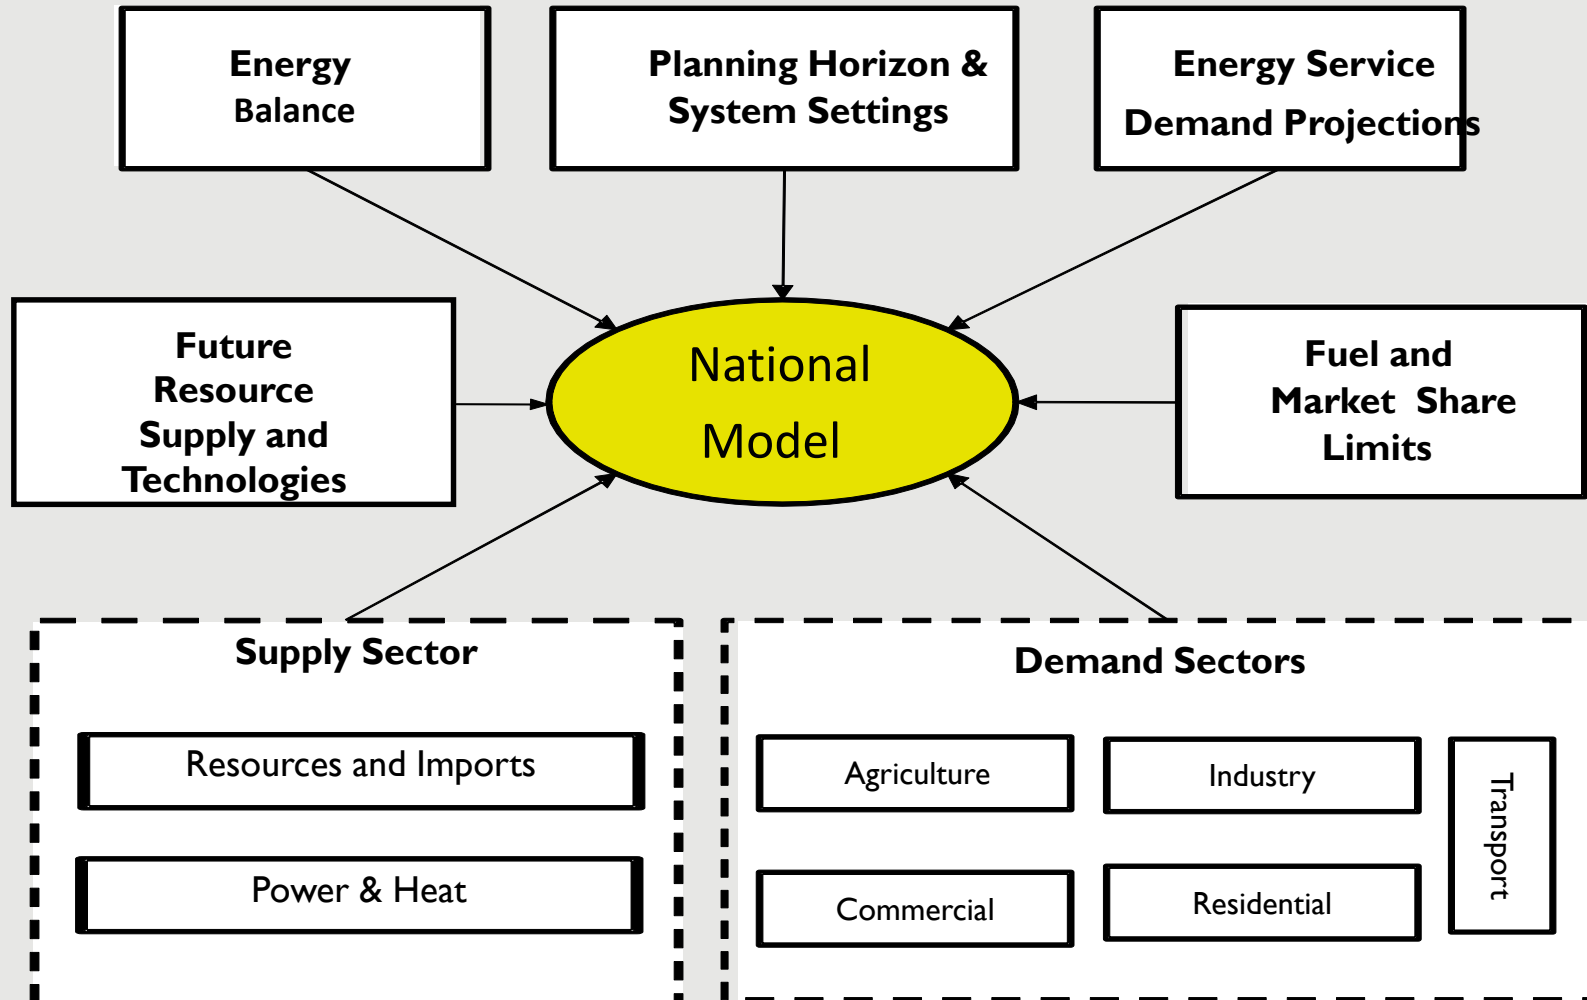 Energy
Balance
Planning Horizon &
System Settings
Energy Service
Demand Projections
Future
Resource
Supply and
Technologies
National
Model
Fuel and
Market Share
Limits
Supply Sector
Resources and Imports
Power & Heat
Demand Sectors
Agriculture
Industry
Transport
Commercial
Residential